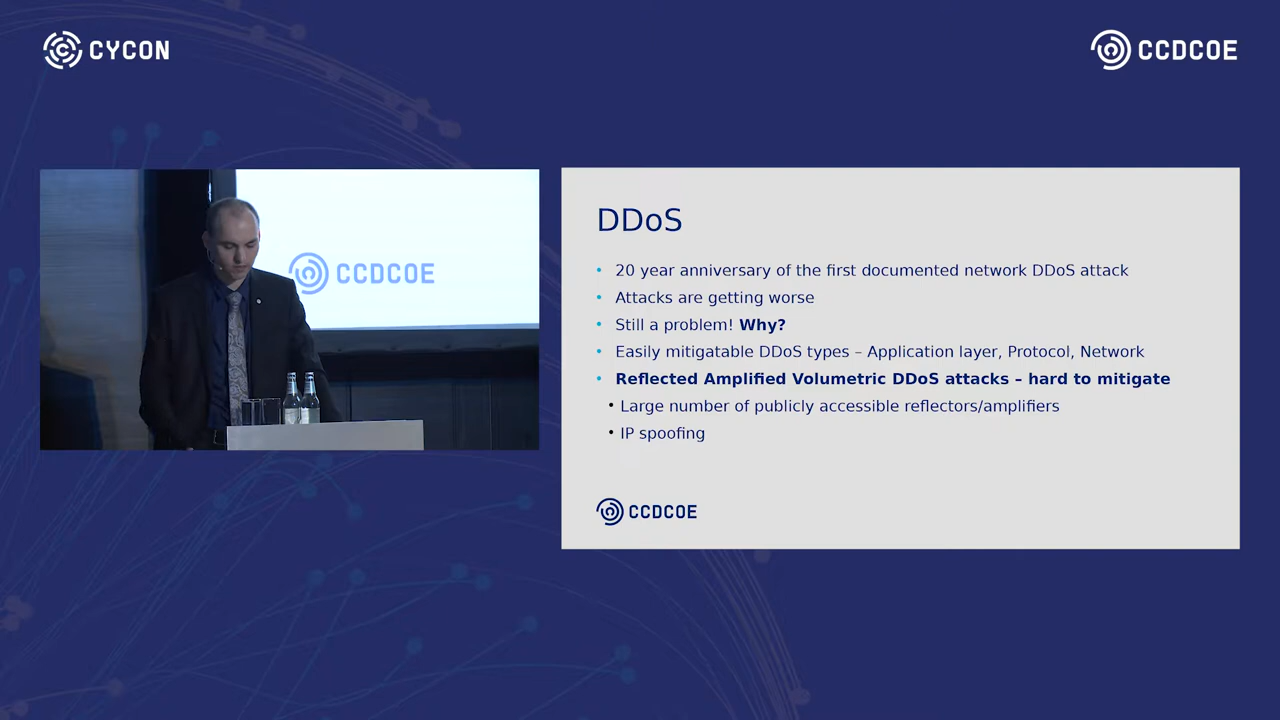 CYCON
CCDCOE
CCDCOE
DDoS
• 20 year anniversary of the first documented network DDoS attack
• Attacks are getting worse
• Still a problem! Why?
• Easily mitigatable DDoS types – Application layer, Protocol, Network
• Reflected Amplified Volumetric DDoS attacks – hard to mitigate
• Large number of publicly accessible reflectors/amplifiers
• IP spoofing
CCDCOE